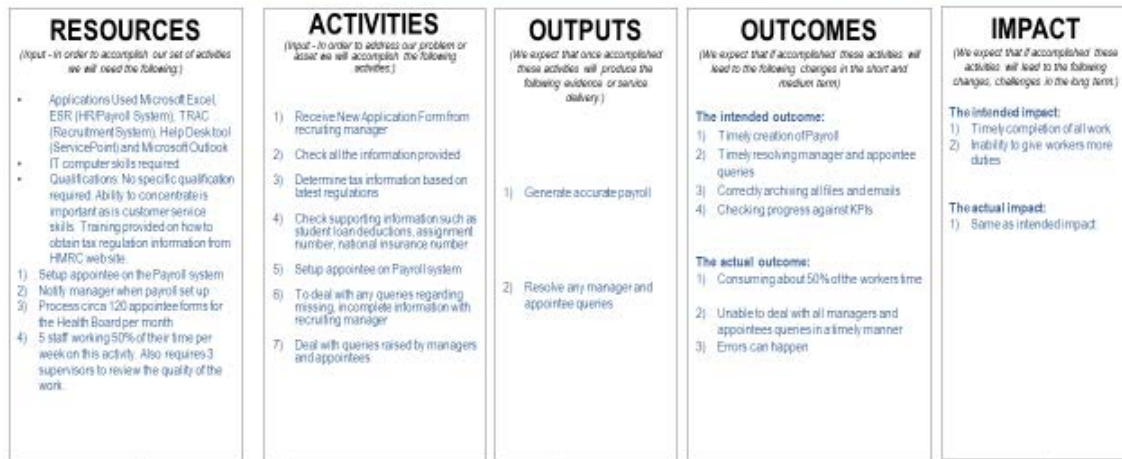 RESOURCES
(Input - In order to accomplish our set of activities
we will need the following:)
• Applications Used Microsoft Excel,
ESR (HR/Payroll System), TRAC
(Recruitment System), Help Desk tool
(ServicePoint) and Microsoft Outlook
• IT computer skills required
• Qualifications: No specific qualification
required. Ability to concentrate is
important as is customer service
skills. Training provided on how to
obtain tax regulation information from
HMRC website.
1) Setup appointee on the Payroll system
2) Notify manager when payroll set up
3) Process circa 120 appointee forms for
the Health Board per month
4) 5 staff working 50% of their time per
week on this activity. Also requires 3
supervisors to review the quality of the
work.
ACTIVITIES
(Input - In order to address our problem or
asset we will accomplish the following
activities:)
1) Receive New Application Form from
recruiting manager
2) Check all the information provided
3) Determine tax information based on
latest regulations
4) Check supporting information such as
student loan deductions, assignment
number, national insurance number
5) Setup appointee on Payroll system
6) To deal with any queries regarding
missing, incomplete information with
recruiting manager
7) Deal with queries raised by managers
and appointees
OUTPUTS
(We expect that once accomplished
these activities will produce the
following evidence or service
delivery:)
1) Generate accurate payroll
2) Resolve any manager and
appointee queries
OUTCOMES
(We expect that if accomplished these activities will
lead to the following changes in the short and
medium term)
The intended outcome:
1) Timely creation of Payroll
2) Timely resolving manager and appointee
queries
3) Correctly archiving all files and emails
4) Checking progress against KPIs
The actual outcome:
1) Consuming about 50% of the workers time
2) Unable to deal with all managers and
appointees queries in a timely manner
3) Errors can happen
IMPACT
(We expect that if accomplished these
activities will lead to the following
changes, challenges in the long term:)
The intended impact:
1) Timely completion of all work
2) Inability to give workers more
duties
The actual impact:
1) Same as intended impact